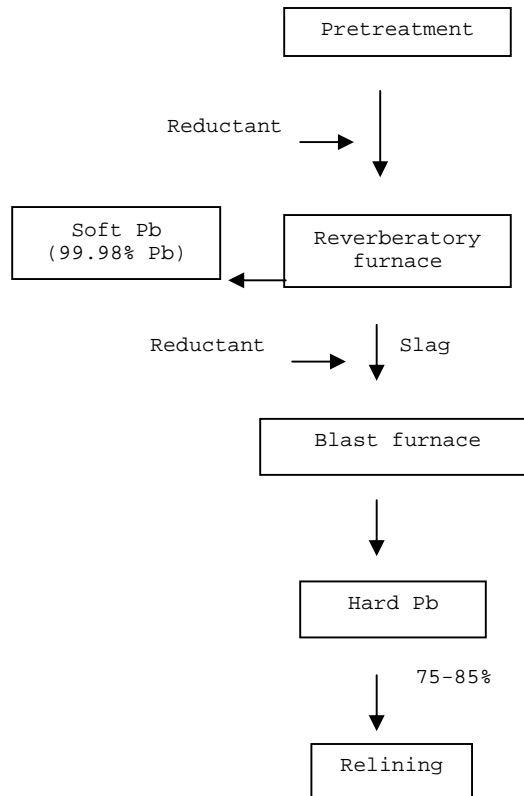 Pretreatment
Reductant
Soft Pb
(99.98% Pb)
Reverberatory
furnace
Reductant
Slag
Blast furnace
Hard Pb
75-85%
Relining